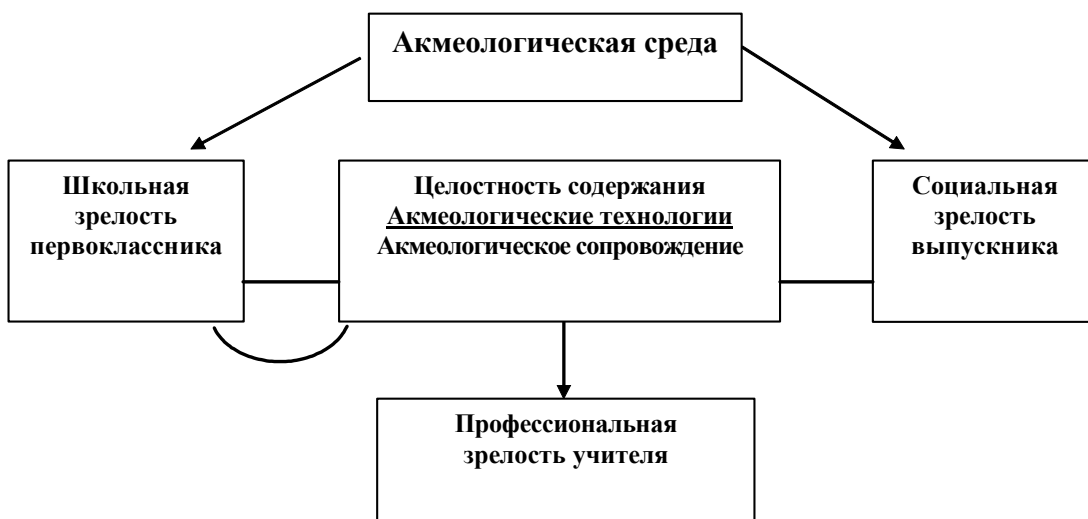 Акмеологическая среда
Школьная
зрелость
первоклассника
Целостность содержания
Акмеологические технологии
Акмеологическое сопровождение
Социальная
зрелость
выпускника
Профессиональная
зрелость учителя